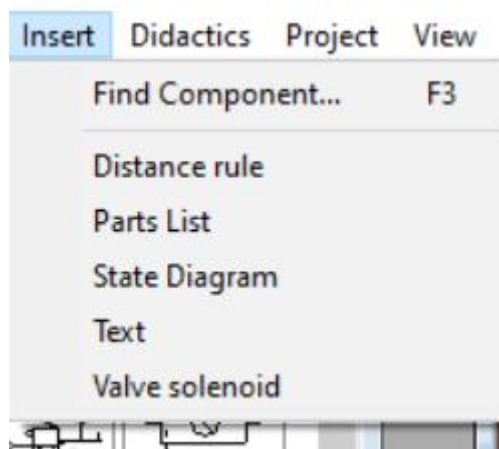 Insert Didactics Project View
Find Component... F3
Distance rule
Parts List
State Diagram
Text
Valve solenoid